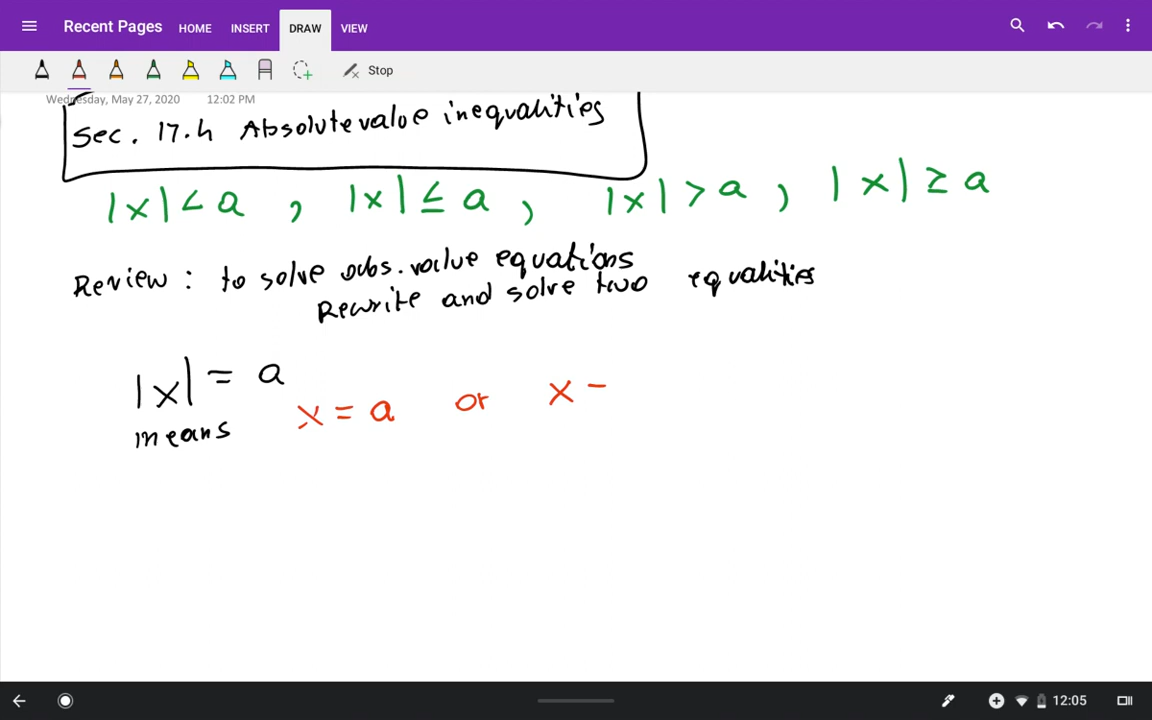 Recent Pages HOME INSERT DRAW VIEW
Stop
Wednesday, May 27, 2020 12:02 PM
Sec. 17.4 Absolute value inequalities
|x| < a , |x| ≤ a , |x| > a , |x| ≥ a
Review : to solve abs. value equations
Rewrite and solve two equalities
|x| = a
means x = a or x -
12:05